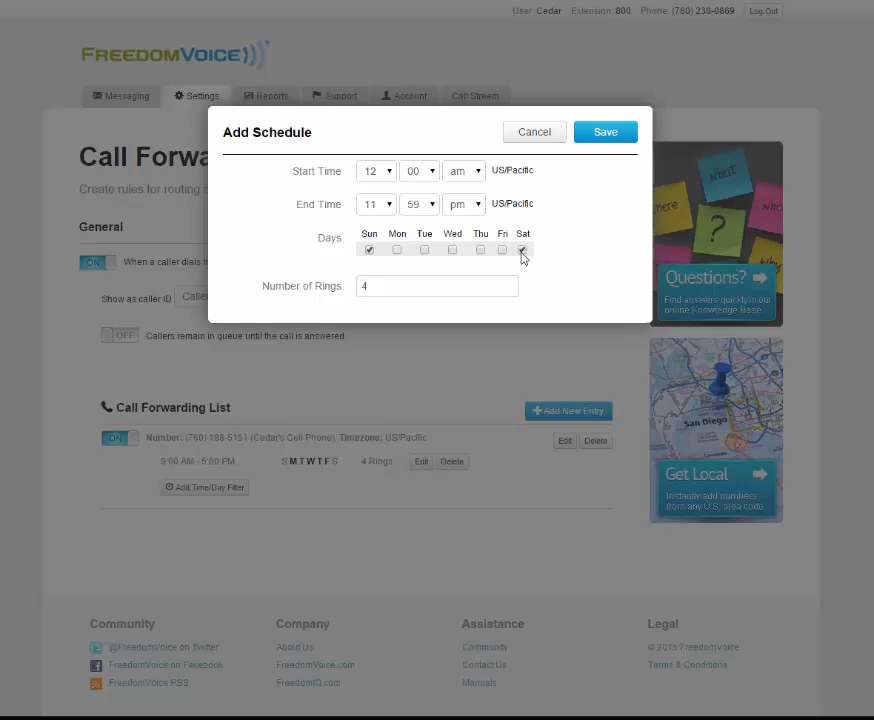 User: Cedar Extension: 800 Phone: (760) 230-0869 Log Out
FREEDOMVOICE
Messaging Settings Reports Support Account Call Stream
Add Schedule Cancel Save
Start Time 12 00 am US/Pacific
End Time 11 59 pm US/Pacific
Days Sun Mon Tue Wed Thu Fri Sat
Number of Rings 4
Call Forwa
Create rules for routing
General
ON When a caller dials
Show as caller ID Caller
OFF Callers remain in queue until the call is answered.
Call Forwarding List Add New Entry
ON Number: (760) 188-5151 (Cedar's Cell Phone), Timezone: US/Pacific Edit Delete
9:00 AM - 5:00 PM S M T W T F S 4 Rings Edit Delete
Add Time/Day Filter
what
here
who
?
Why
Questions?
Find answers quickly in our
online Knowledge Base.
San Diego
Get Local
Instantly add numbers
from any U.S. area code
Community
@FreedomVoice on Twitter
FreedomVoice on Facebook
FreedomVoice RSS
Company
About Us
FreedomVoice.com
FreedomIQ.com
Assistance
Community
Contact Us
Manuals
Legal
© 2015 FreedomVoice
Terms & Conditions